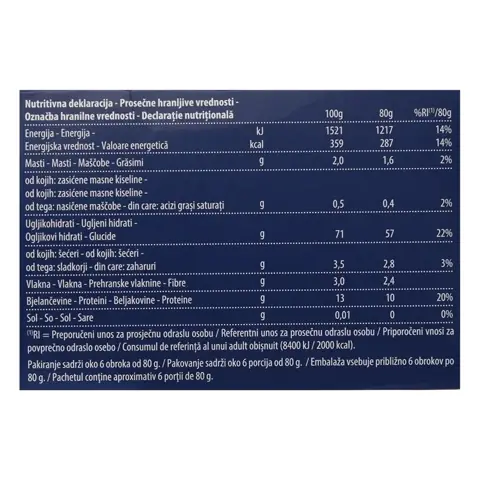 Nutritivna deklaracija - Prosečne hranljive vrednosti -
Označba hranilne vrednosti - Declarație nutrițională 100g 80g %RI(1)/80g
Energija - Energija - kJ 1521 1217 14%
Energijska vrednost - Valoare energetică kcal 359 287 14%
Masti - Masti - Maščobe - Grăsimi g 2,0 1,6 2%
od kojih: zasićene masne kiseline -
od kojih: zasićene masne kiseline -
od tega: nasičene maščobe - din care: acizi grași saturați g 0,5 0,4 2%
Ugljikohidrati - Ugljeni hidrati -
Ogljikovi hidrati - Glucide g 71 57 22%
od kojih: šećeri - od kojih: šećeri -
od tega: sladkorji - din care: zaharuri g 3,5 2,8 3%
Vlakna - Vlakna - Prehranske vlaknine - Fibre g 3,0 2,4
Bjelančevine - Proteini - Beljakovine - Proteine g 13 10 20%
Sol - So - Sol - Sare g 0,01 0 0%
(1)RI = Preporučeni unos za prosječnu odraslu osobu / Referentni unos za prosečnu odraslu osobu / Priporočeni vnosi za
povprečno odraslo osebo / Consumul de referință al unui adult obișnuit (8400 kJ / 2000 kcal).
Pakiranje sadrži oko 6 obroka od 80 g. / Pakovanje sadrži oko 6 porcija od 80 g. / Embalaža vsebuje približno 6 obrokov po
80 g. / Pachetul conține aproximativ 6 porții de 80 g.